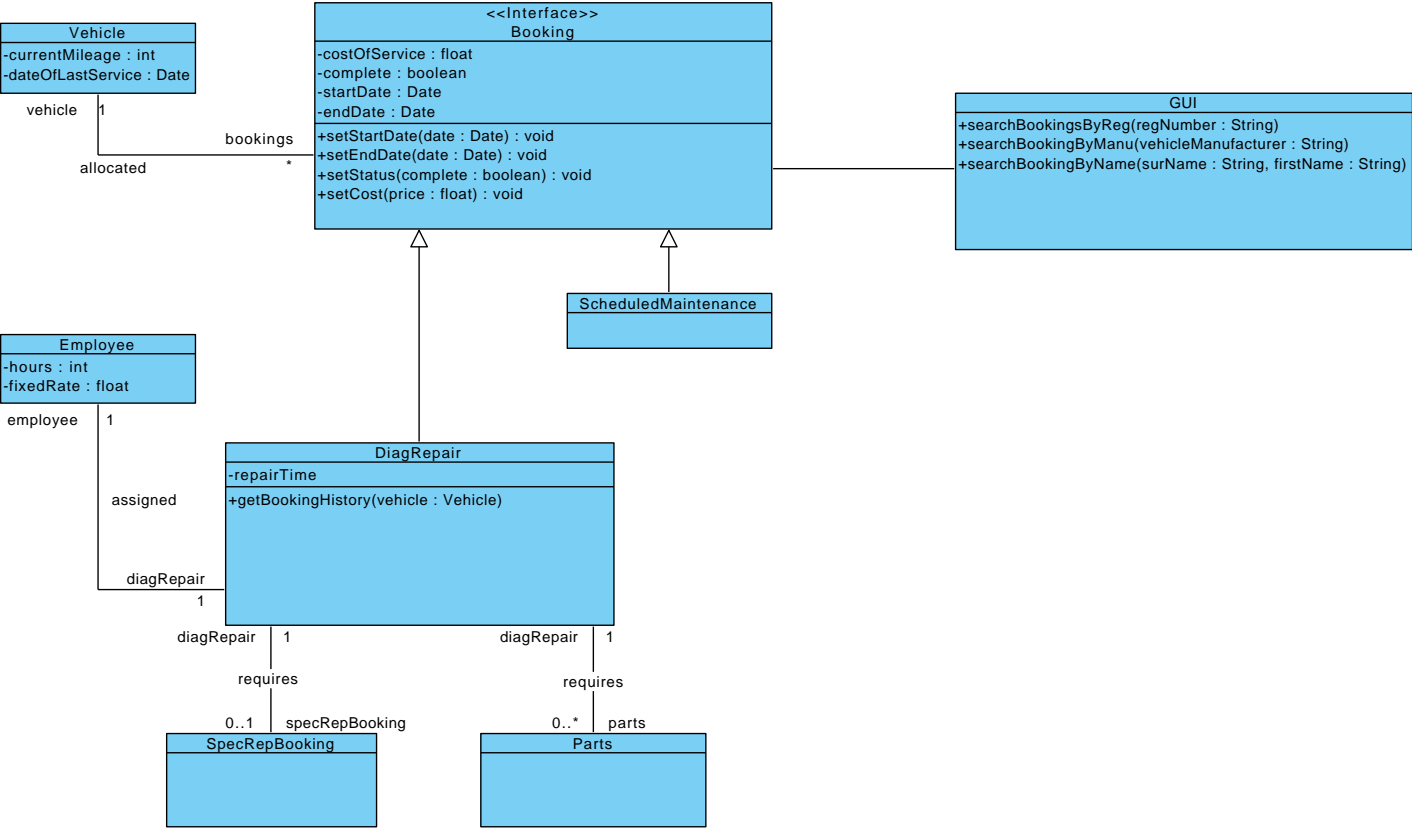 Vehicle
-currentMileage : int
-dateOfLastService : Date
vehicle 1
allocated
bookings
*
<<Interface>>
Booking
-costOfService : float
-complete : boolean
-startDate : Date
-endDate : Date
+setStartDate(date : Date) : void
+setEndDate(date : Date) : void
+setStatus(complete : boolean) : void
+setCost(price : float) : void
GUI
+searchBookingsByReg(regNumber : String)
+searchBookingByManu(vehicleManufacturer : String)
+searchBookingByName(surName : String, firstName : String)
ScheduledMaintenance
Employee
-hours : int
-fixedRate : float
employee 1
assigned
diagRepair
1
DiagRepair
-repairTime
+getBookingHistory(vehicle : Vehicle)
diagRepair 1
requires
0..1 specRepBooking
SpecRepBooking
diagRepair 1
requires
0..* parts
Parts